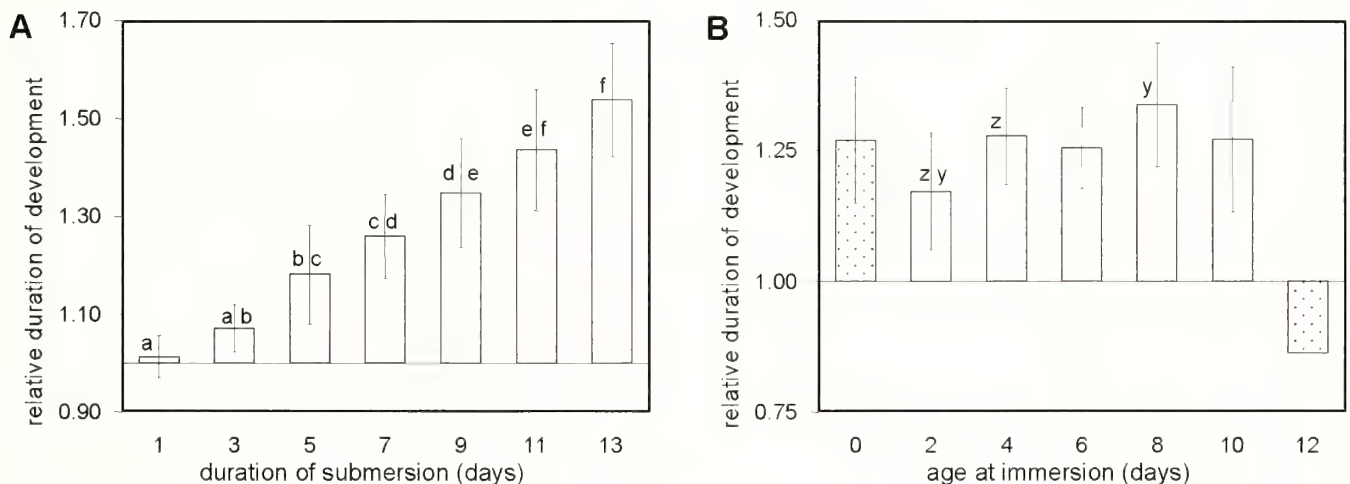 A
relative duration of development
1.70
1.50
1.30
1.10
0.90
a
a b
b c
c d
d e
e f
f
1 3 5 7 9 11 13
duration of submersion (days)
B
relative duration of development
1.50
1.25
1.00
0.75
z y
z
y
0 2 4 6 8 10 12
age at immersion (days)